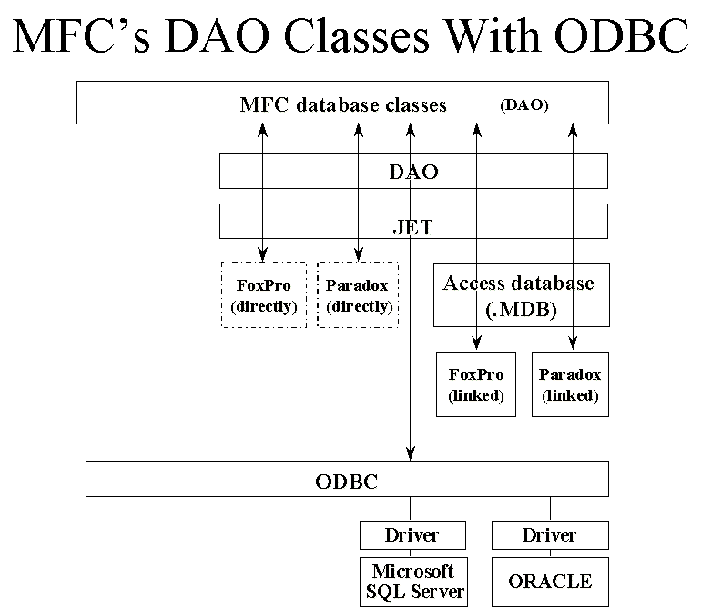 MFC's DAO Classes With ODBC
MFC database classes (DAO)
DAO
JET
FoxPro
(directly)
Paradox
(directly)
Access database
(.MDB)
FoxPro
(linked)
Paradox
(linked)
ODBC
Driver
Driver
Microsoft
SQL Server
ORACLE